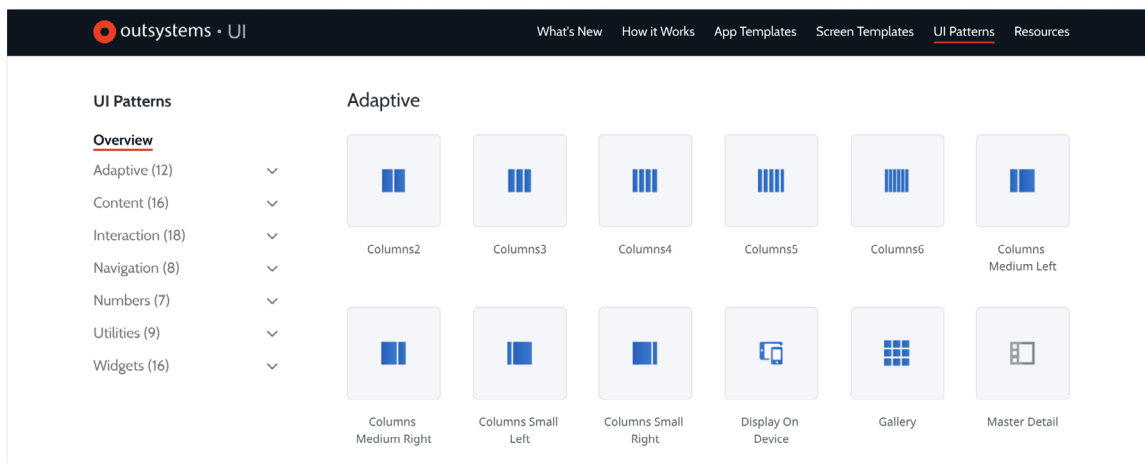 outsystems • UI
What's New How it Works App Templates Screen Templates UI Patterns Resources
UI Patterns
Overview
Adaptive (12)
Content (16)
Interaction (18)
Navigation (8)
Numbers (7)
Utilities (9)
Widgets (16)
Adaptive
Columns2
Columns3
Columns4
Columns5
Columns6
Columns
Medium Left
Columns
Medium Right
Columns Small
Left
Columns Small
Right
Display On
Device
Gallery
Master Detail